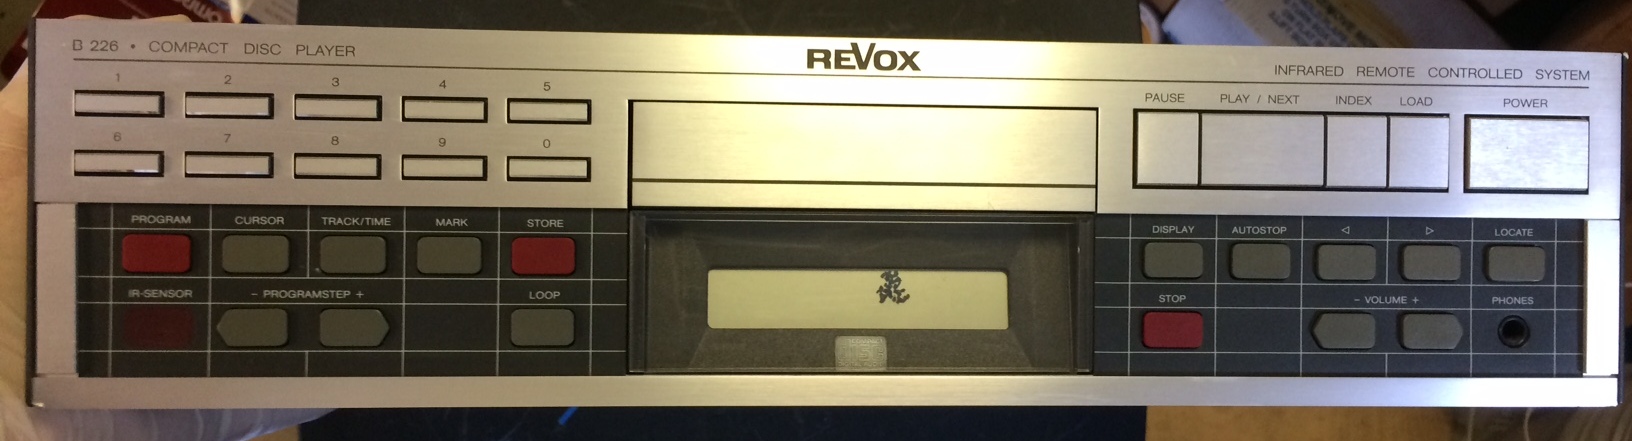 B 226 • COMPACT DISC PLAYER
REVOX
INFRARED REMOTE CONTROLLED SYSTEM
1 2 3 4 5
PAUSE PLAY / NEXT INDEX LOAD POWER
6 7 8 9 0
PROGRAM CURSOR TRACK/TIME MARK STORE
DISPLAY AUTOSTOP ◁ ▷ LOCATE
IR-SENSOR - PROGRAMSTEP + LOOP
STOP - VOLUME + PHONES